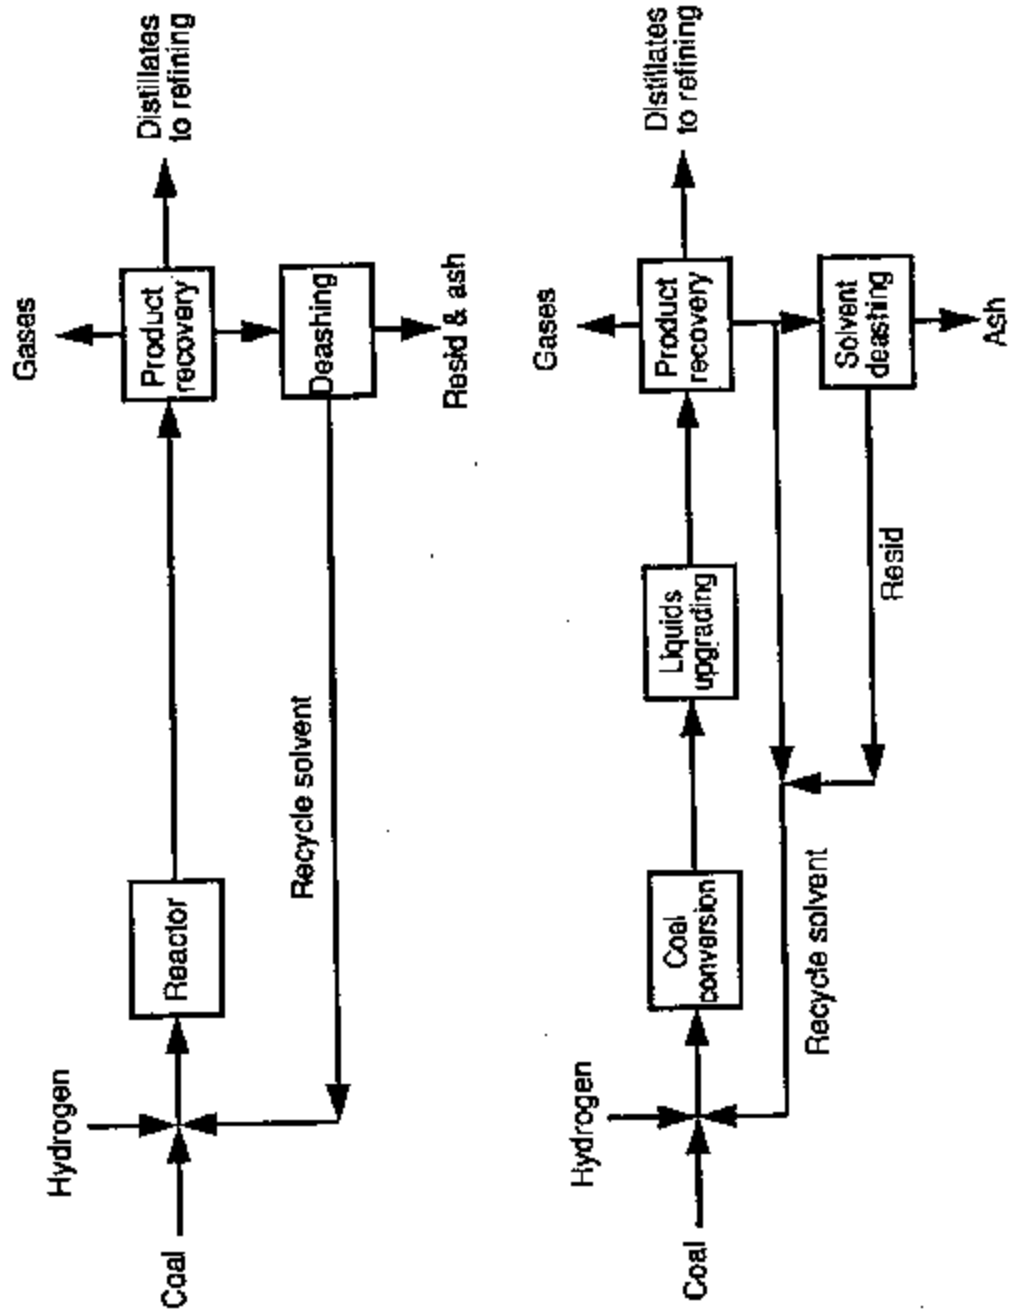 Gases
Distillates
to refining
Product
recovery
Hydrogen
Reactor
Deashing
Coal
Recycle solvent
Resid & ash
Gases
Distillates
to refining
Product
recovery
Hydrogen
Coal
conversion
Liquids
upgrading
Solvent
deashing
Coal
Recycle solvent
Resid
Ash